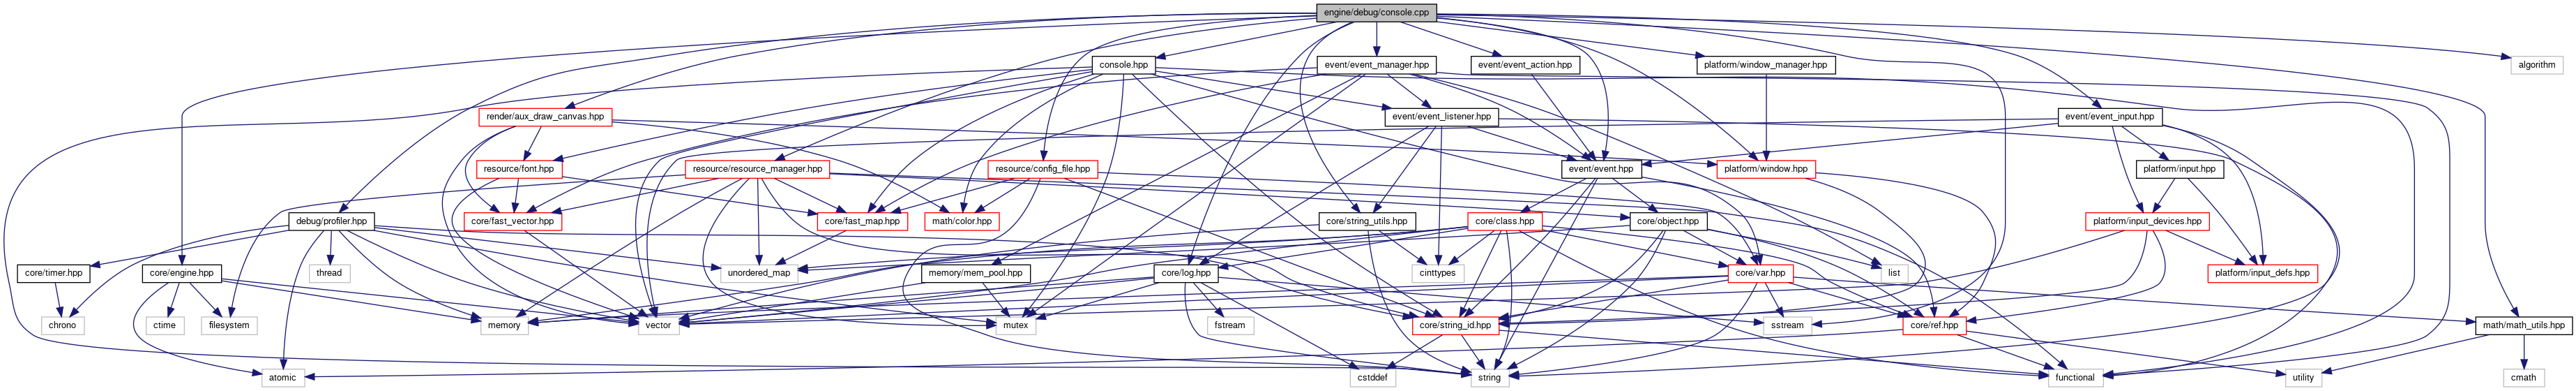 engine/debug/console.cpp
console.hpp
event/event_manager.hpp
event/event_action.hpp
platform/window_manager.hpp
algorithm
render/aux_draw_canvas.hpp
event/event_listener.hpp
event/event_input.hpp
resource/font.hpp
resource/resource_manager.hpp
resource/config_file.hpp
event/event.hpp
platform/window.hpp
platform/input.hpp
debug/profiler.hpp
core/fast_vector.hpp
core/fast_map.hpp
math/color.hpp
core/string_utils.hpp
core/class.hpp
core/object.hpp
platform/input_devices.hpp
core/timer.hpp
core/engine.hpp
thread
unordered_map
memory/mem_pool.hpp
core/log.hpp
cinttypes
core/var.hpp
list
platform/input_defs.hpp
chrono
ctime
filesystem
memory
vector
mutex
fstream
core/string_id.hpp
sstream
core/ref.hpp
math/math_utils.hpp
atomic
cstddef
string
functional
utility
cmath